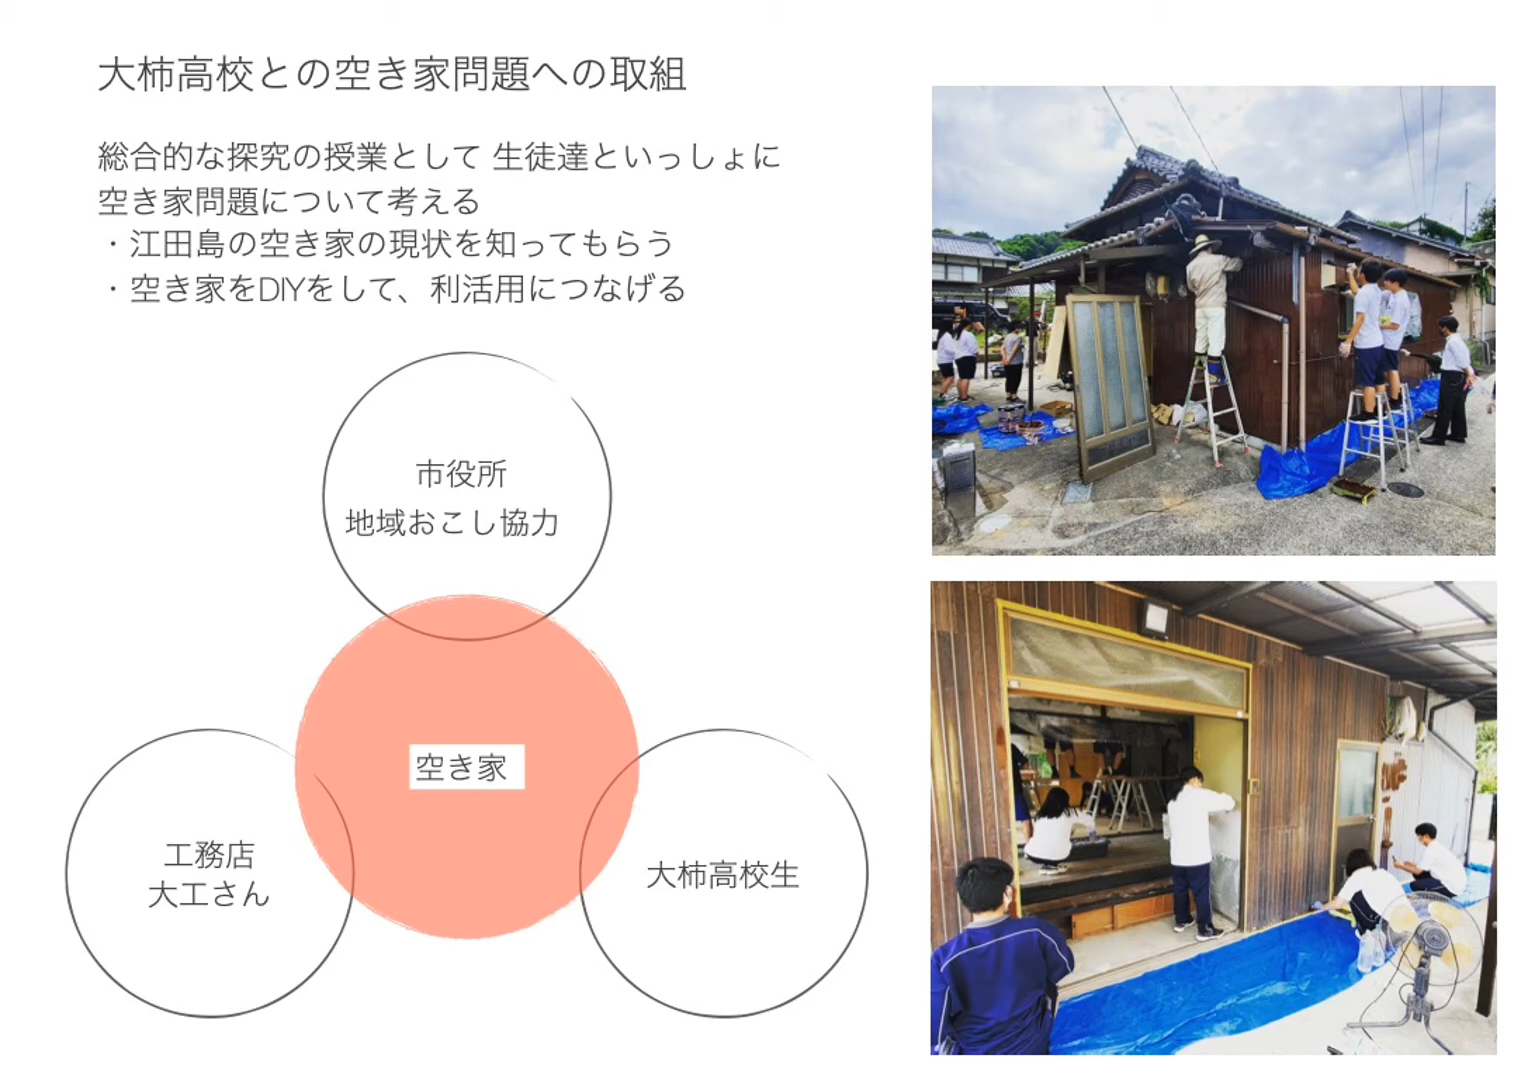 大柿高校との空き家問題への取組
総合的な探究の授業として 生徒達といっしょに
空き家問題について考える
・江田島の空き家の現状を知ってもらう
・空き家をDIYをして、利活用につなげる
市役所
地域おこし協力
空き家
工務店
大工さん
大柿高校生